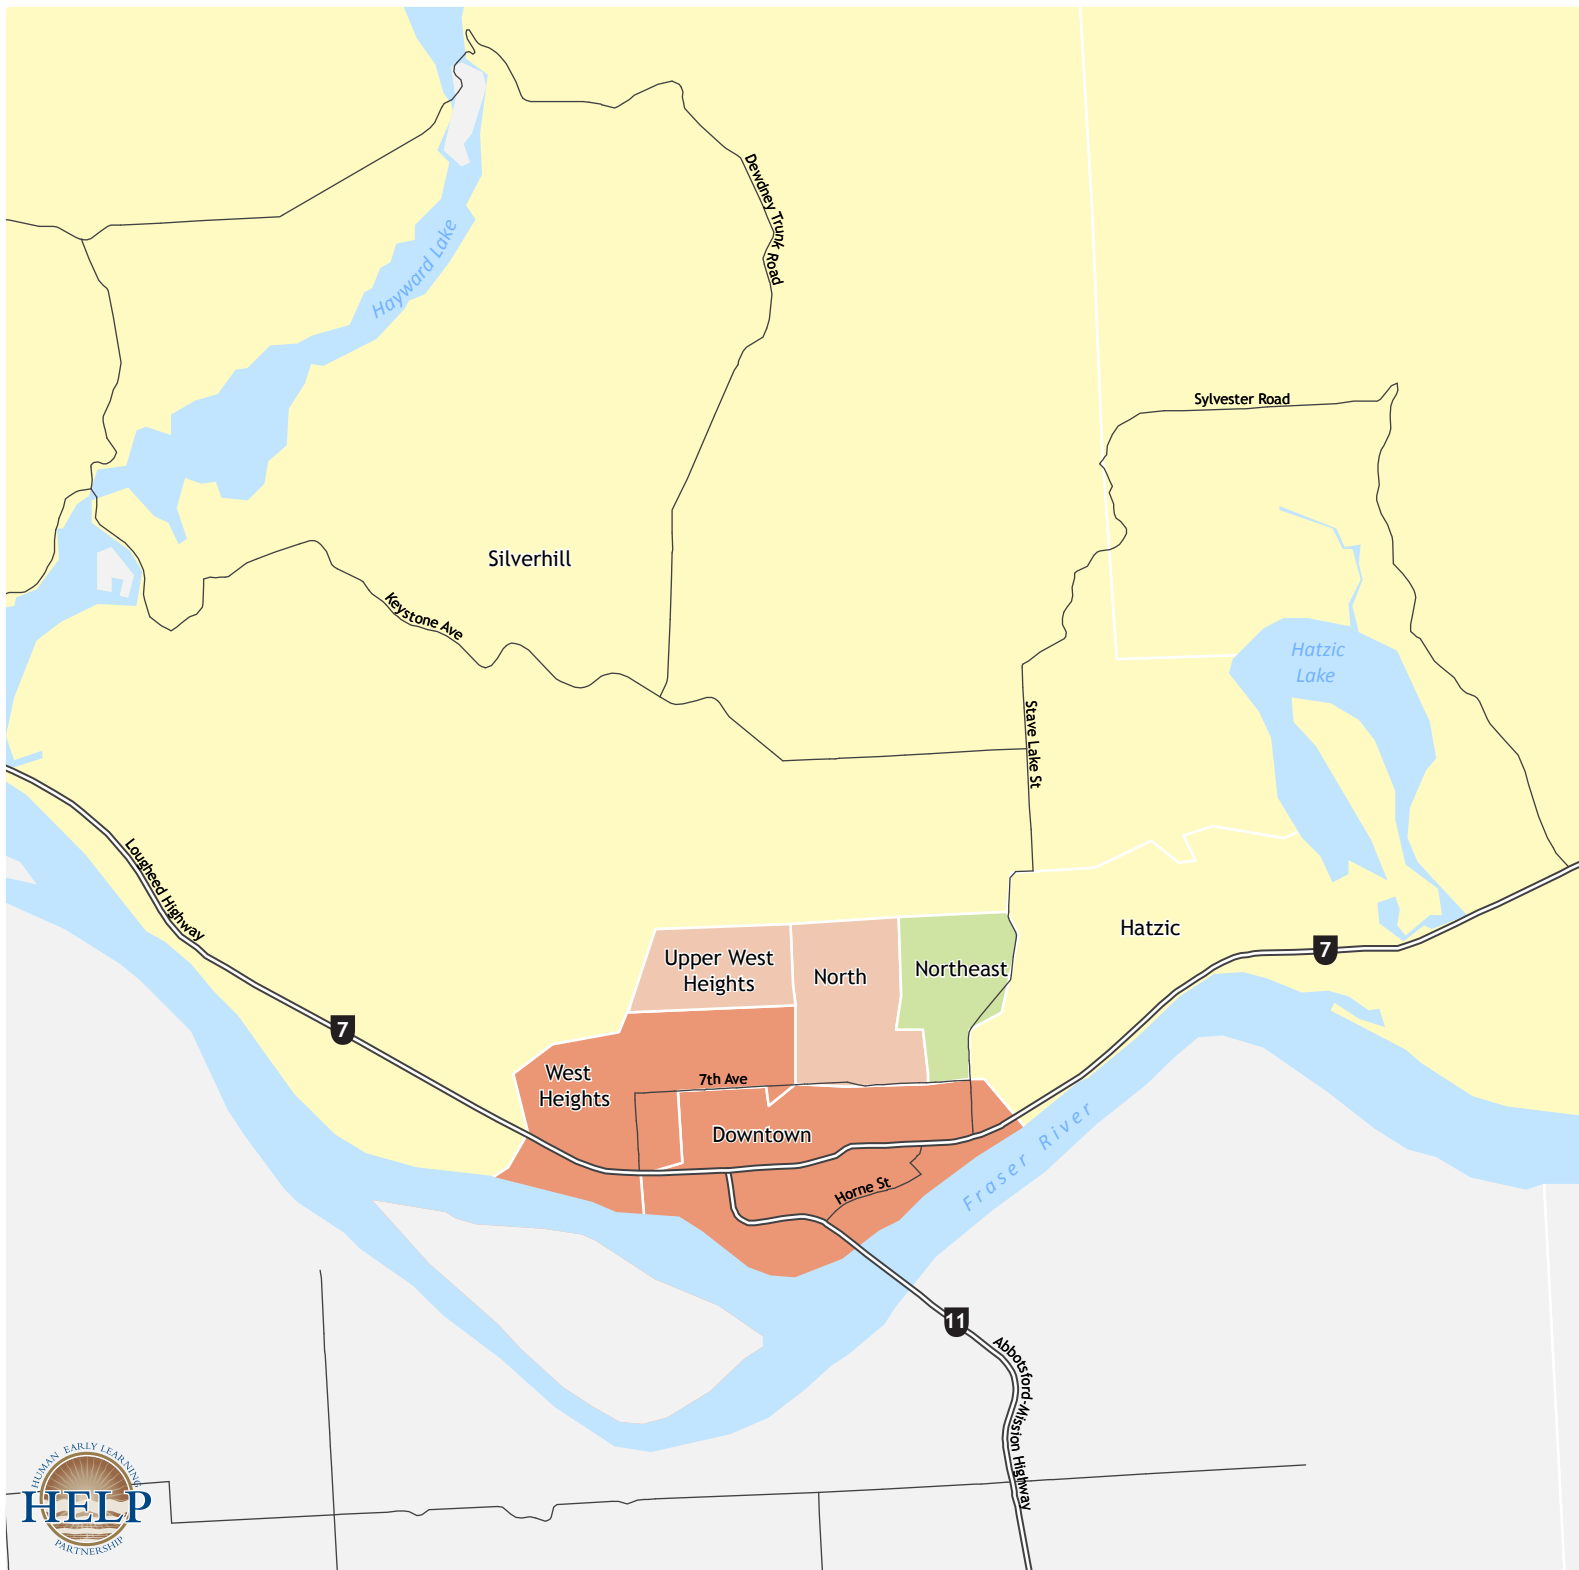 Dewdney Trunk Road
Hayward Lake
Sylvester Road
Silverhill
Keystone Ave
Hatzic
Lake
Stave Lake St
Lougheed Highway
Hatzic
7
Upper West
Heights
North
Northeast
7
West
Heights
7th Ave
Downtown
Fraser River
Horne St
11
Abbotsford-Mission Highway
HUMAN EARLY LEARNING
HELP
PARTNERSHIP